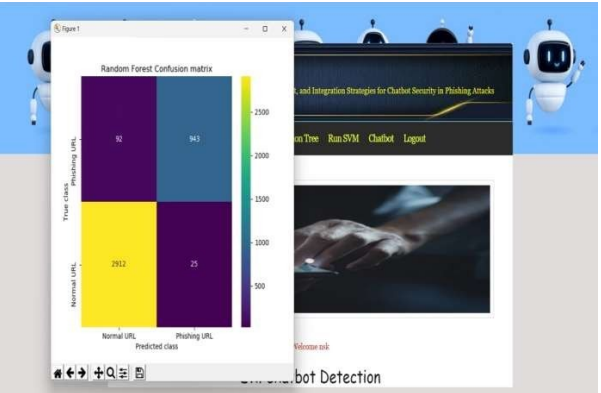 Figure 1
Random Forest Confusion matrix
True class
Phishing URL
Normal URL
92
943
2912
25
2500
2000
1500
1000
500
Normal URL
Phishing URL
Predicted class
, and Integration Strategies for Chatbot Security in Phishing Attacks
on Tree Run SVM Chatbot Logout
Welcome nsk
bot Detection